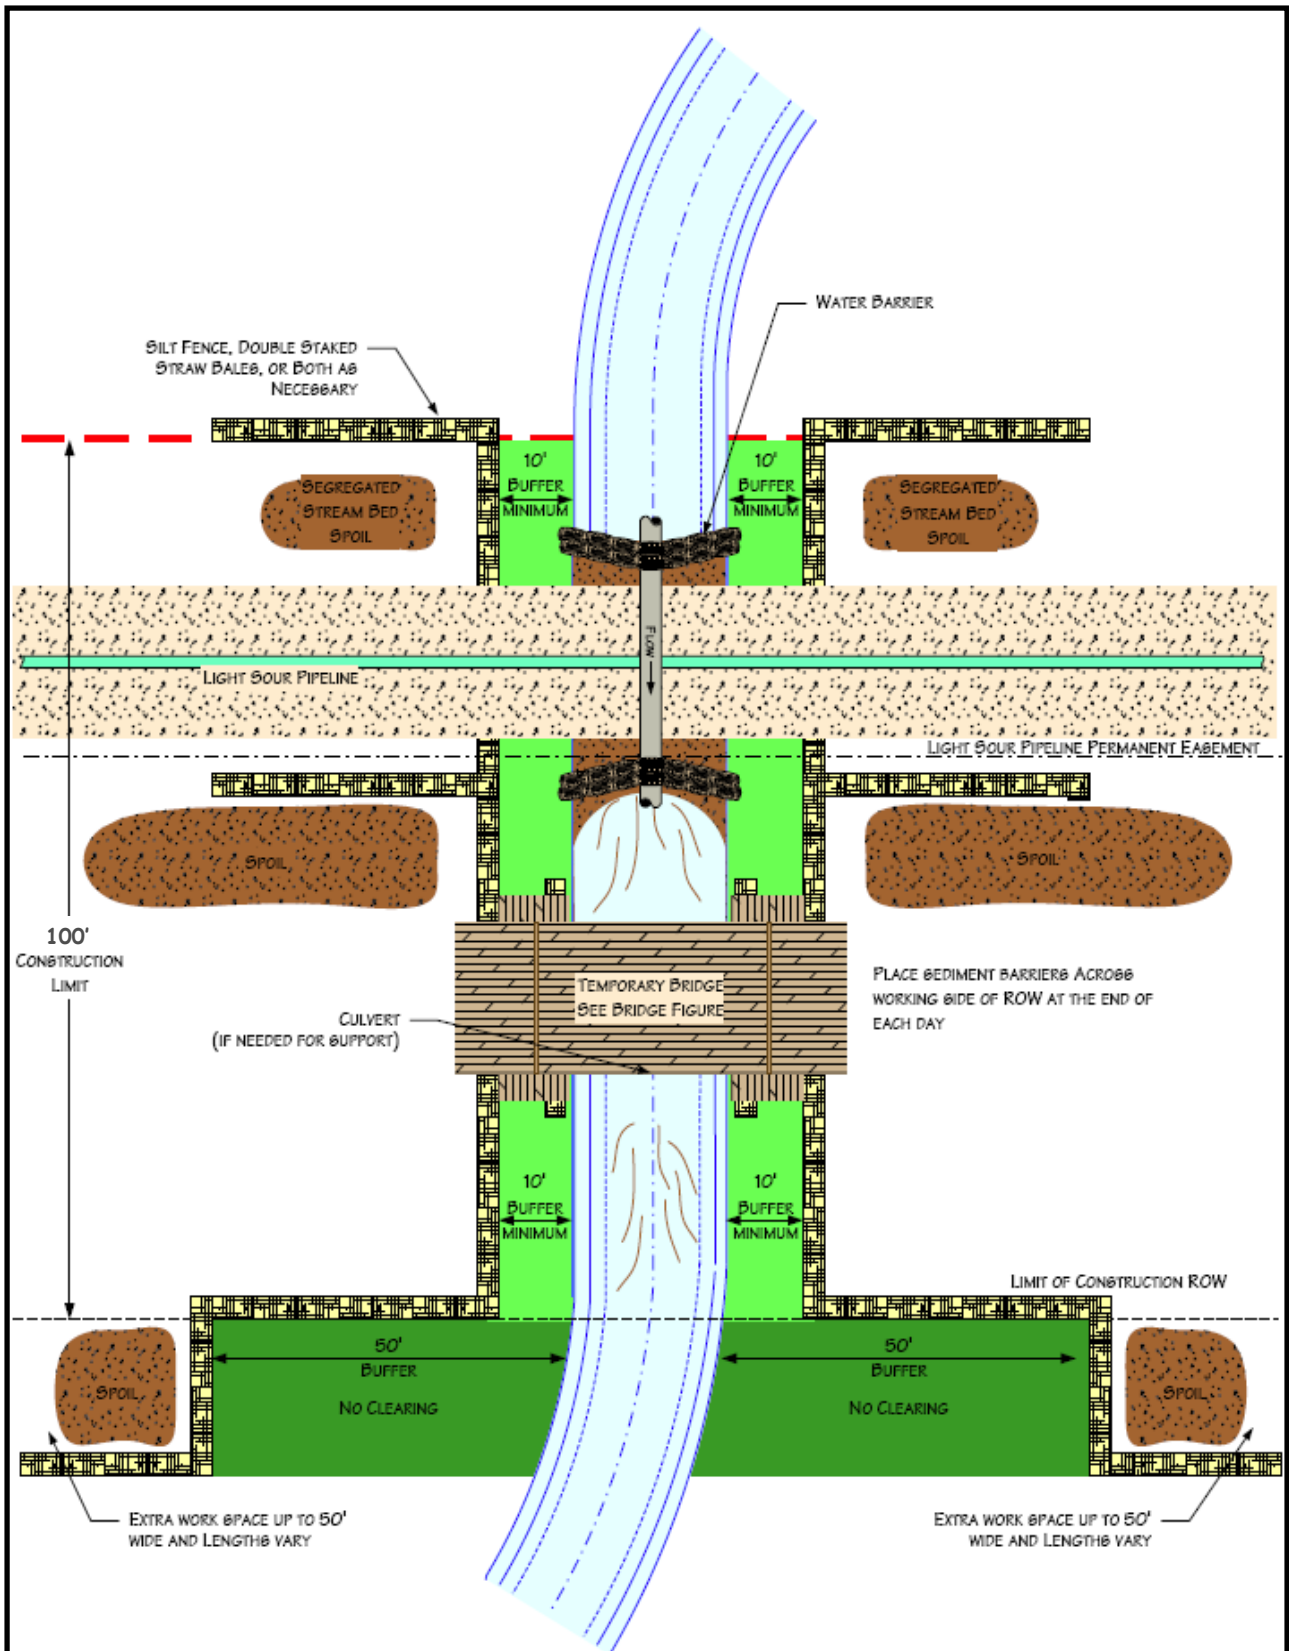 WATER BARRIER
SILT FENCE, DOUBLE STAKED
STRAW BALES, OR BOTH AS
NECESSARY
10'
BUFFER
MINIMUM
10'
BUFFER
MINIMUM
SEGREGATED
STREAM BED
SPOIL
SEGREGATED
STREAM BED
SPOIL
FLOW
LIGHT SOUR PIPELINE
LIGHT SOUR PIPELINE PERMANENT EASEMENT
SPOIL
SPOIL
100'
CONSTRUCTION
LIMIT
TEMPORARY BRIDGE
SEE BRIDGE FIGURE
PLACE SEDIMENT BARRIERS ACROSS
WORKING SIDE OF ROW AT THE END OF
EACH DAY
CULVERT
(IF NEEDED FOR SUPPORT)
10'
BUFFER
MINIMUM
10'
BUFFER
MINIMUM
LIMIT OF CONSTRUCTION ROW
50'
BUFFER
NO CLEARING
50'
BUFFER
NO CLEARING
SPOIL
SPOIL
EXTRA WORK SPACE UP TO 50'
WIDE AND LENGTHS VARY
EXTRA WORK SPACE UP TO 50'
WIDE AND LENGTHS VARY